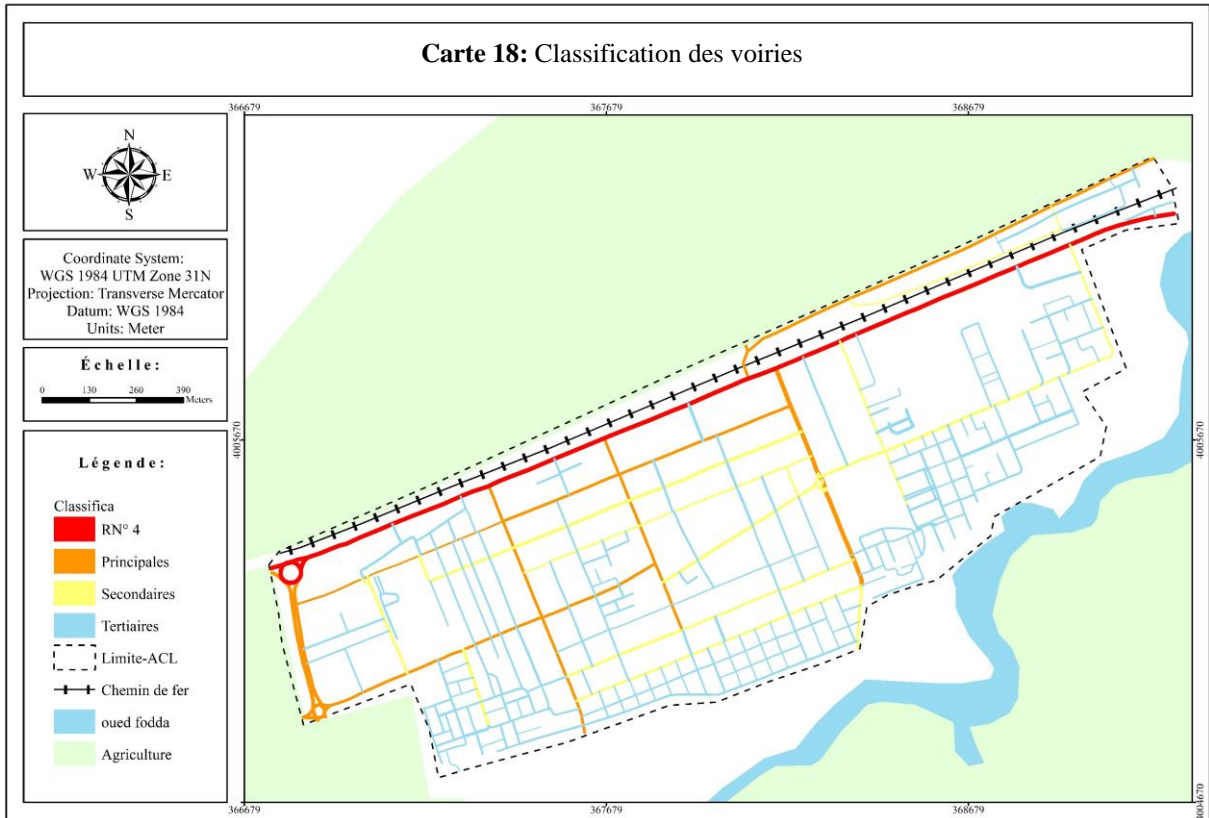 Carte 18: Classification des voiries
366679
367679
368679
N
W
E
S
Coordinate System:
WGS 1984 UTM Zone 31N
Projection: Transverse Mercator
Datum: WGS 1984
Units: Meter
Échelle:
0 130 260 390
Meters
Légende:
Classifica
RN° 4
Principales
Secondaires
Tertiaires
Limite-ACL
Chemin de fer
oued fodda
Agriculture
4005670
4005670
4004670
366679
367679
368679